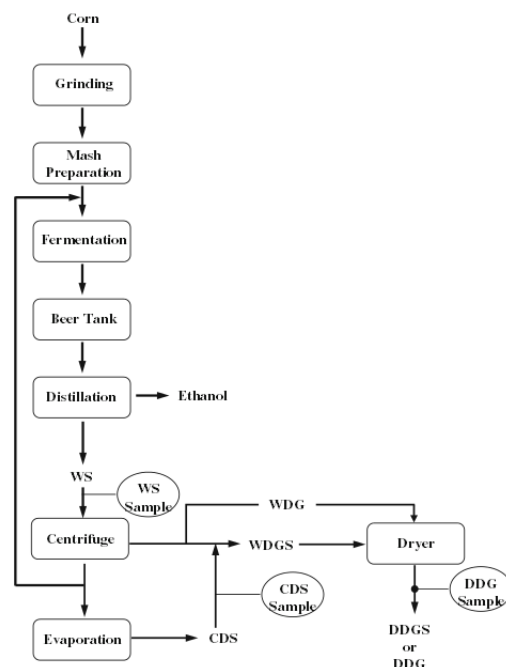 Corn
Grinding
Mash
Preparation
Fermentation
Beer Tank
Distillation
Ethanol
WS
WS
Sample
WDG
Centrifuge
WDGS
Dryer
CDS
Sample
DDG
Sample
Evaporation
CDS
DDGS
or
DDG